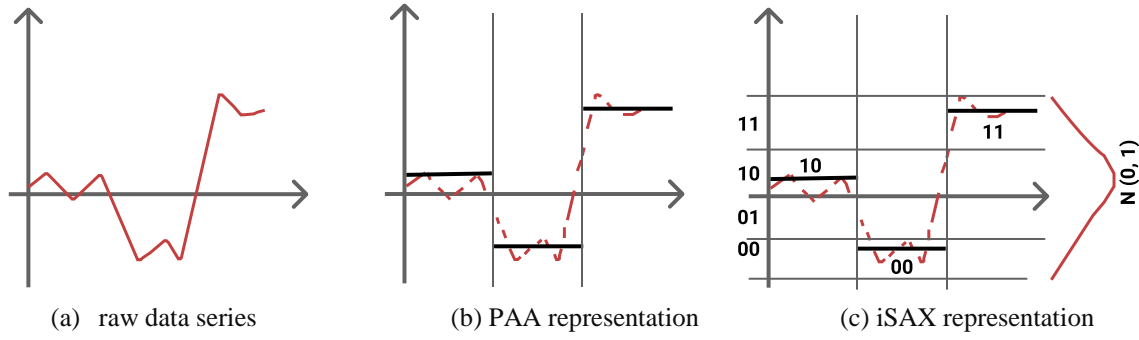 11
10
01
00
10
00
11
N (0, 1)
(a) raw data series
(b) PAA representation
(c) iSAX representation